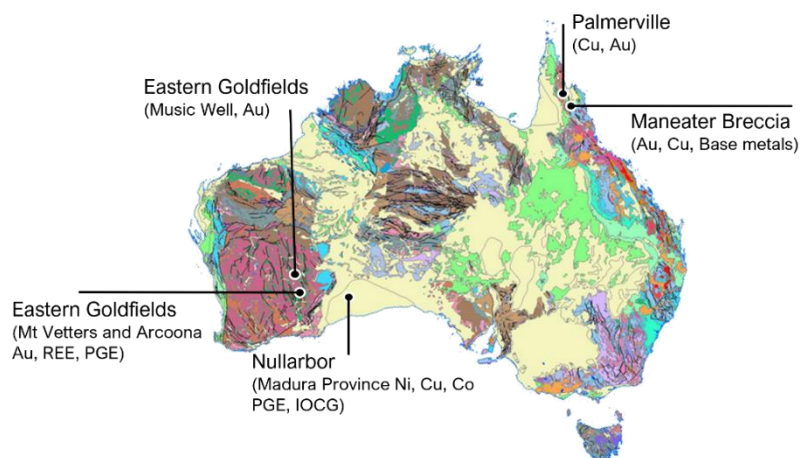 Palmerville
(Cu, Au)
Eastern Goldfields
(Music Well, Au)
Maneater Breccia
(Au, Cu, Base metals)
Eastern Goldfields
(Mt Vetters and Arcoona
Au, REE, PGE)
Nullarbor
(Madura Province Ni, Cu, Co
PGE, IOCG)